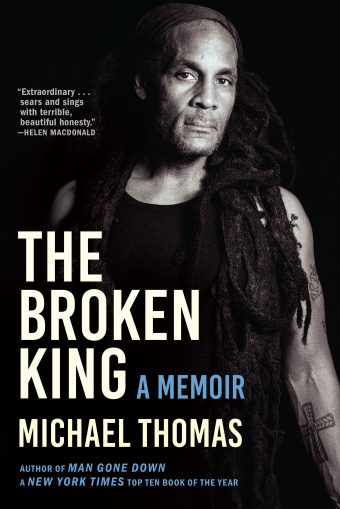 “Extraordinary . . .
sears and sings
with terrible,
beautiful honesty.”
—HELEN MACDONALD
THE
BROKEN
KING A MEMOIR
MICHAEL THOMAS
AUTHOR OF MAN GONE DOWN
A NEW YORK TIMES TOP TEN BOOK OF THE YEAR